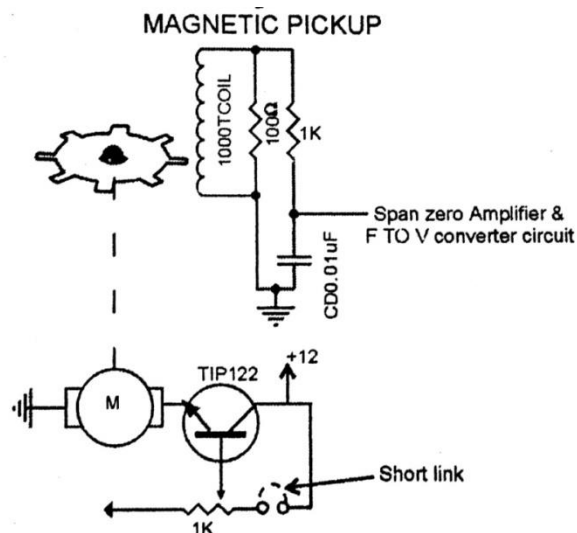 MAGNETIC PICKUP
1000TCOIL
100Ω
1K
Span zero Amplifier &
F TO V converter circuit
CD0.01uF
+12
TIP122
M
Short link
1K